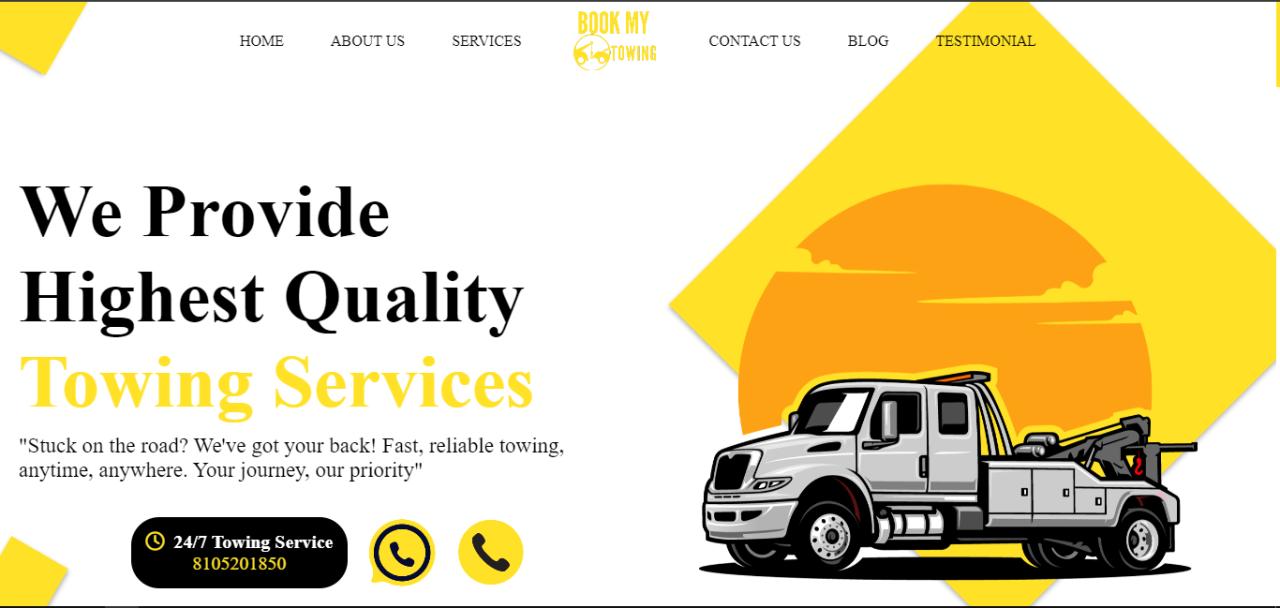 HOME ABOUT US SERVICES BOOK MY TOWING CONTACT US BLOG TESTIMONIAL
We Provide
Highest Quality
Towing Services
"Stuck on the road? We've got your back! Fast, reliable towing,
anytime, anywhere. Your journey, our priority"
24/7 Towing Service
8105201850